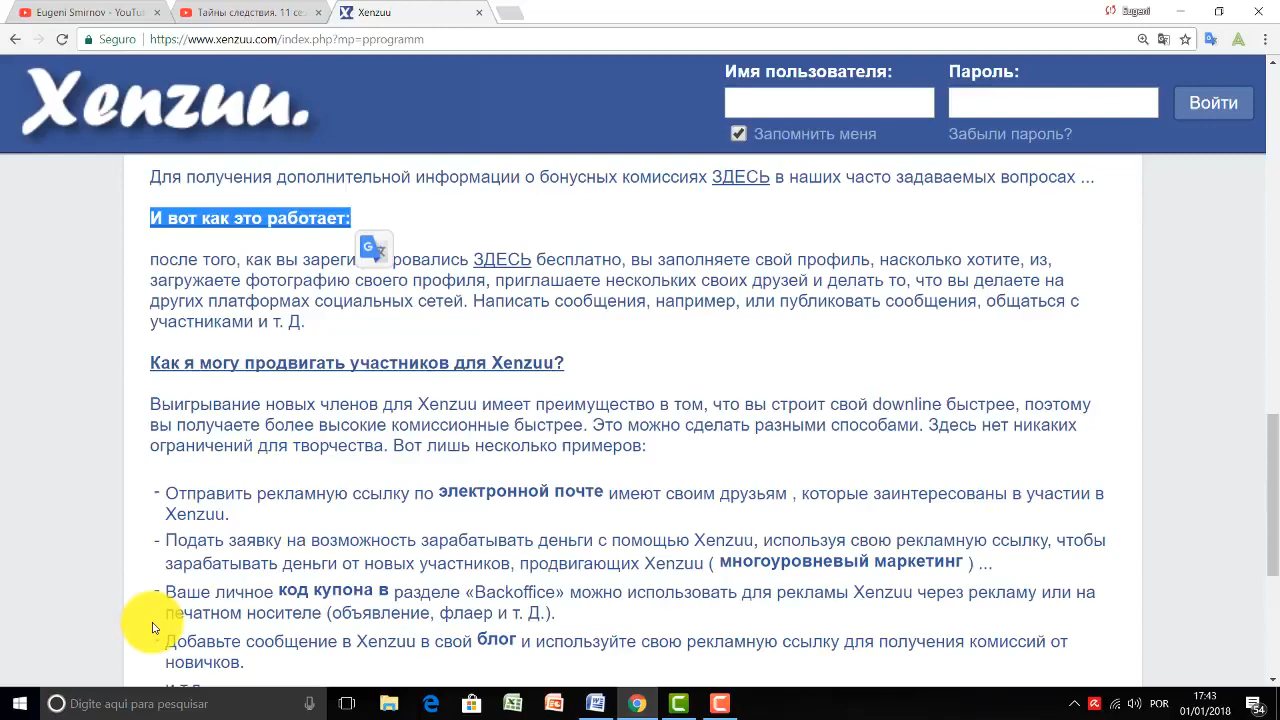 Eugeni Smirnov - YouTu
Тайны следствия. 11 се
Xenzuu
Eugeni
Seguro
https://www.xenzuu.com/index.php?mp=pprogramm
Xenzuu.
Имя пользователя:
Пароль:
Войти
Запомнить меня
Забыли пароль?
Для получения дополнительной информации о бонусных комиссиях ЗДЕСЬ в наших часто задаваемых вопросах ...
И вот как это работает:
после того, как вы зареги ровались ЗДЕСЬ бесплатно, вы заполняете свой профиль, насколько хотите, из,
загружаете фотографию своего профиля, приглашаете нескольких своих друзей и делать то, что вы делаете на
других платформах социальных сетей. Написать сообщения, например, или публиковать сообщения, общаться с
участниками и т. Д.
Как я могу продвигать участников для Xenzuu?
Выигрывание новых членов для Xenzuu имеет преимущество в том, что вы строит свой downline быстрее, поэтому
вы получаете более высокие комиссионные быстрее. Это можно сделать разными способами. Здесь нет никаких
ограничений для творчества. Вот лишь несколько примеров:
- Отправить рекламную ссылку по электронной почте имеют своим друзьям , которые заинтересованы в участии в
Xenzuu.
- Подать заявку на возможность зарабатывать деньги с помощью Xenzuu, используя свою рекламную ссылку, чтобы
зарабатывать деньги от новых участников, продвигающих Xenzuu ( многоуровневый маркетинг ) ...
- Ваше личное код купона в разделе «Backoffice» можно использовать для рекламы Xenzuu через рекламу или на
печатном носителе (объявление, флаер и т. Д.).
- Добавьте сообщение в Xenzuu в свой блог и используйте свою рекламную ссылку для получения комиссий от
новичков.
Digite aqui para pesquisar
POR
17:43
01/01/2018
54